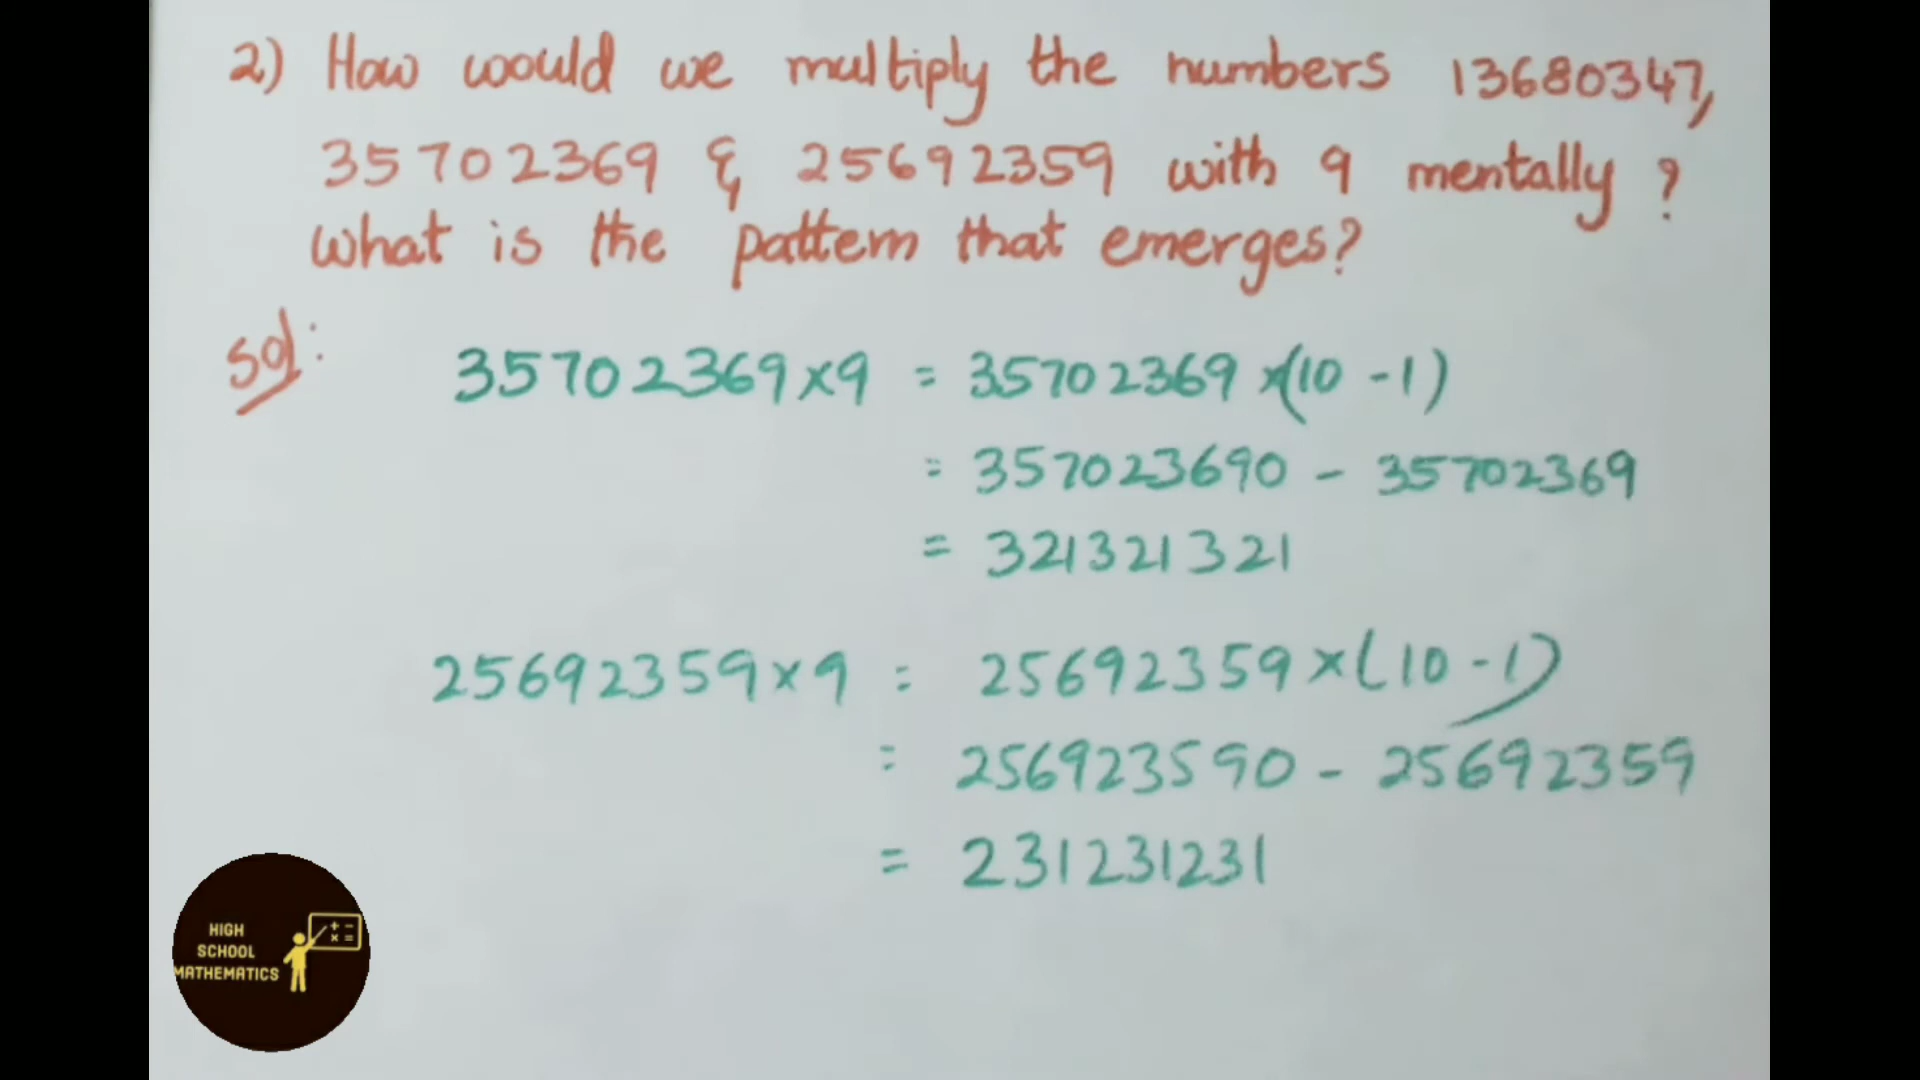 2) How would we multiply the numbers 13680347,
35702369 & 25692359 with 9 mentally?
What is the pattern that emerges?
Sol:
35702369×9 = 35702369×(10-1)
= 357023690 - 35702369
= 321321321
25692359×9 = 25692359×(10-1)
= 256923590 - 25692359
= 231231231
HIGH
SCHOOL
MATHEMATICS
+ -
× =